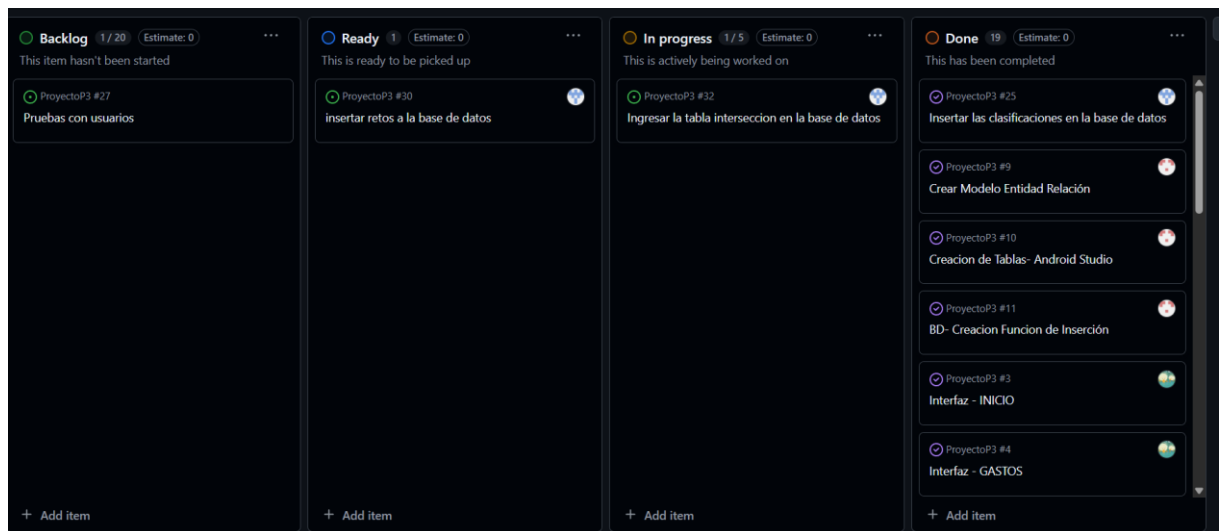 Backlog 1 / 20 Estimate: 0 ...
This item hasn't been started
ProyectoP3 #27
Pruebas con usuarios
+ Add item
Ready 1 Estimate: 0 ...
This is ready to be picked up
ProyectoP3 #30
insertar retos a la base de datos
+ Add item
In progress 1 / 5 Estimate: 0 ...
This is actively being worked on
ProyectoP3 #32
Ingresar la tabla interseccion en la base de datos
+ Add item
Done 19 Estimate: 0 ...
This has been completed
ProyectoP3 #25
Insertar las clasificaciones en la base de datos
ProyectoP3 #9
Crear Modelo Entidad Relación
ProyectoP3 #10
Creacion de Tablas- Android Studio
ProyectoP3 #11
BD- Creacion Funcion de Inserción
ProyectoP3 #3
Interfaz - INICIO
ProyectoP3 #4
Interfaz - GASTOS
+ Add item